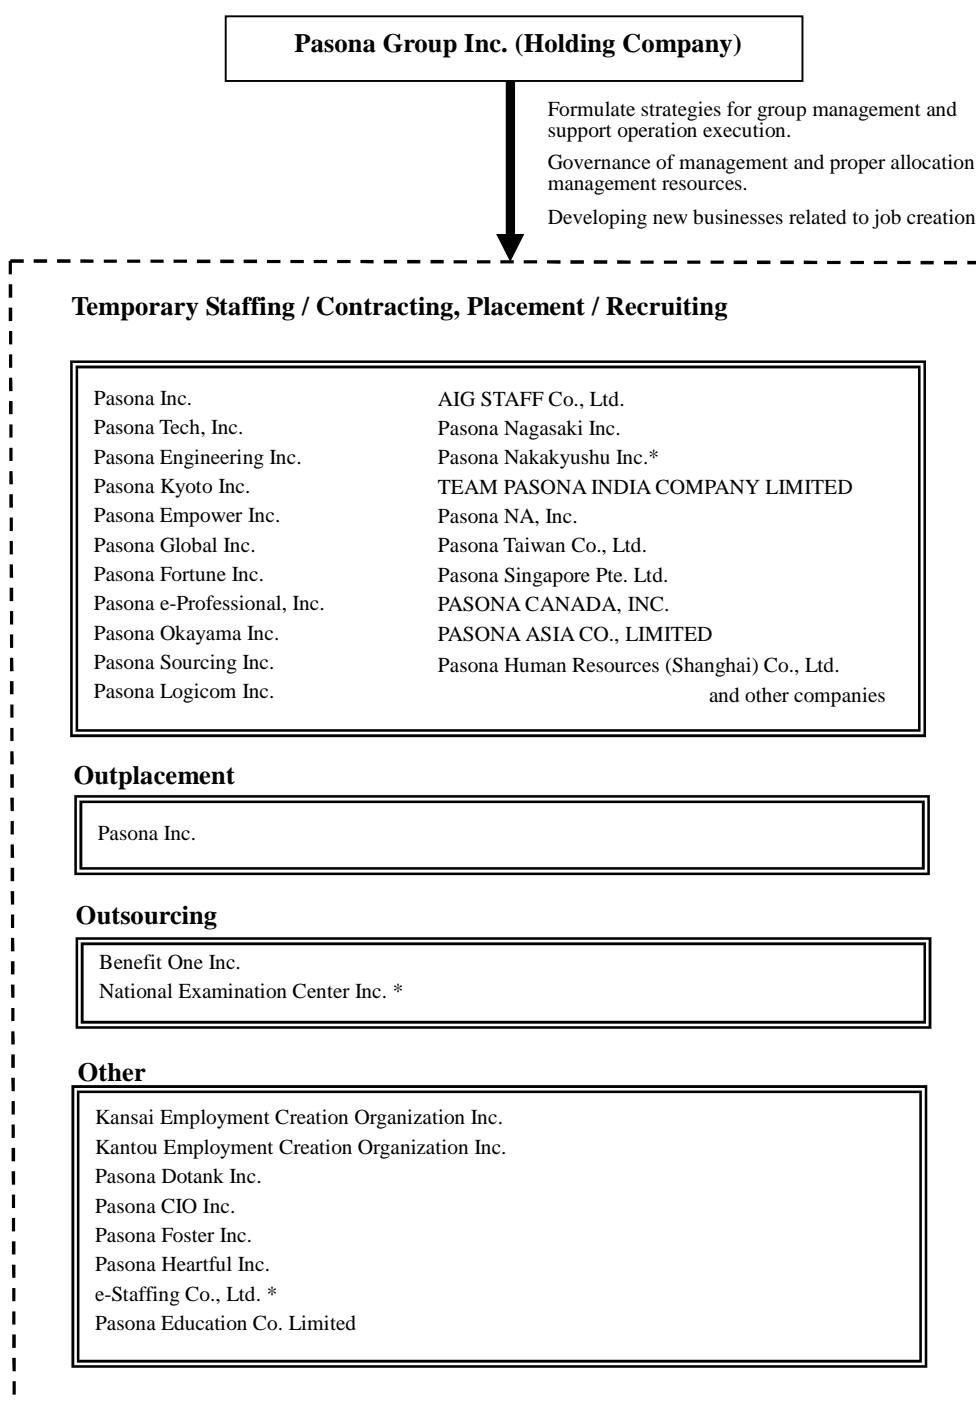 Pasona Group Inc. (Holding Company)
Formulate strategies for group management and
support operation execution.
Governance of management and proper allocation
management resources.
Developing new businesses related to job creation
Temporary Staffing / Contracting, Placement / Recruiting
Pasona Inc.
Pasona Tech, Inc.
Pasona Engineering Inc.
Pasona Kyoto Inc.
Pasona Empower Inc.
Pasona Global Inc.
Pasona Fortune Inc.
Pasona e-Professional, Inc.
Pasona Okayama Inc.
Pasona Sourcing Inc.
Pasona Logicom Inc.
AIG STAFF Co., Ltd.
Pasona Nagasaki Inc.
Pasona Nakakyushu Inc.*
TEAM PASONA INDIA COMPANY LIMITED
Pasona NA, Inc.
Pasona Taiwan Co., Ltd.
Pasona Singapore Pte. Ltd.
PASONA CANADA, INC.
PASONA ASIA CO., LIMITED
Pasona Human Resources (Shanghai) Co., Ltd.
and other companies
Outplacement
Pasona Inc.
Outsourcing
Benefit One Inc.
National Examination Center Inc. *
Other
Kansai Employment Creation Organization Inc.
Kantou Employment Creation Organization Inc.
Pasona Dotank Inc.
Pasona CIO Inc.
Pasona Foster Inc.
Pasona Heartful Inc.
e-Staffing Co., Ltd. *
Pasona Education Co. Limited